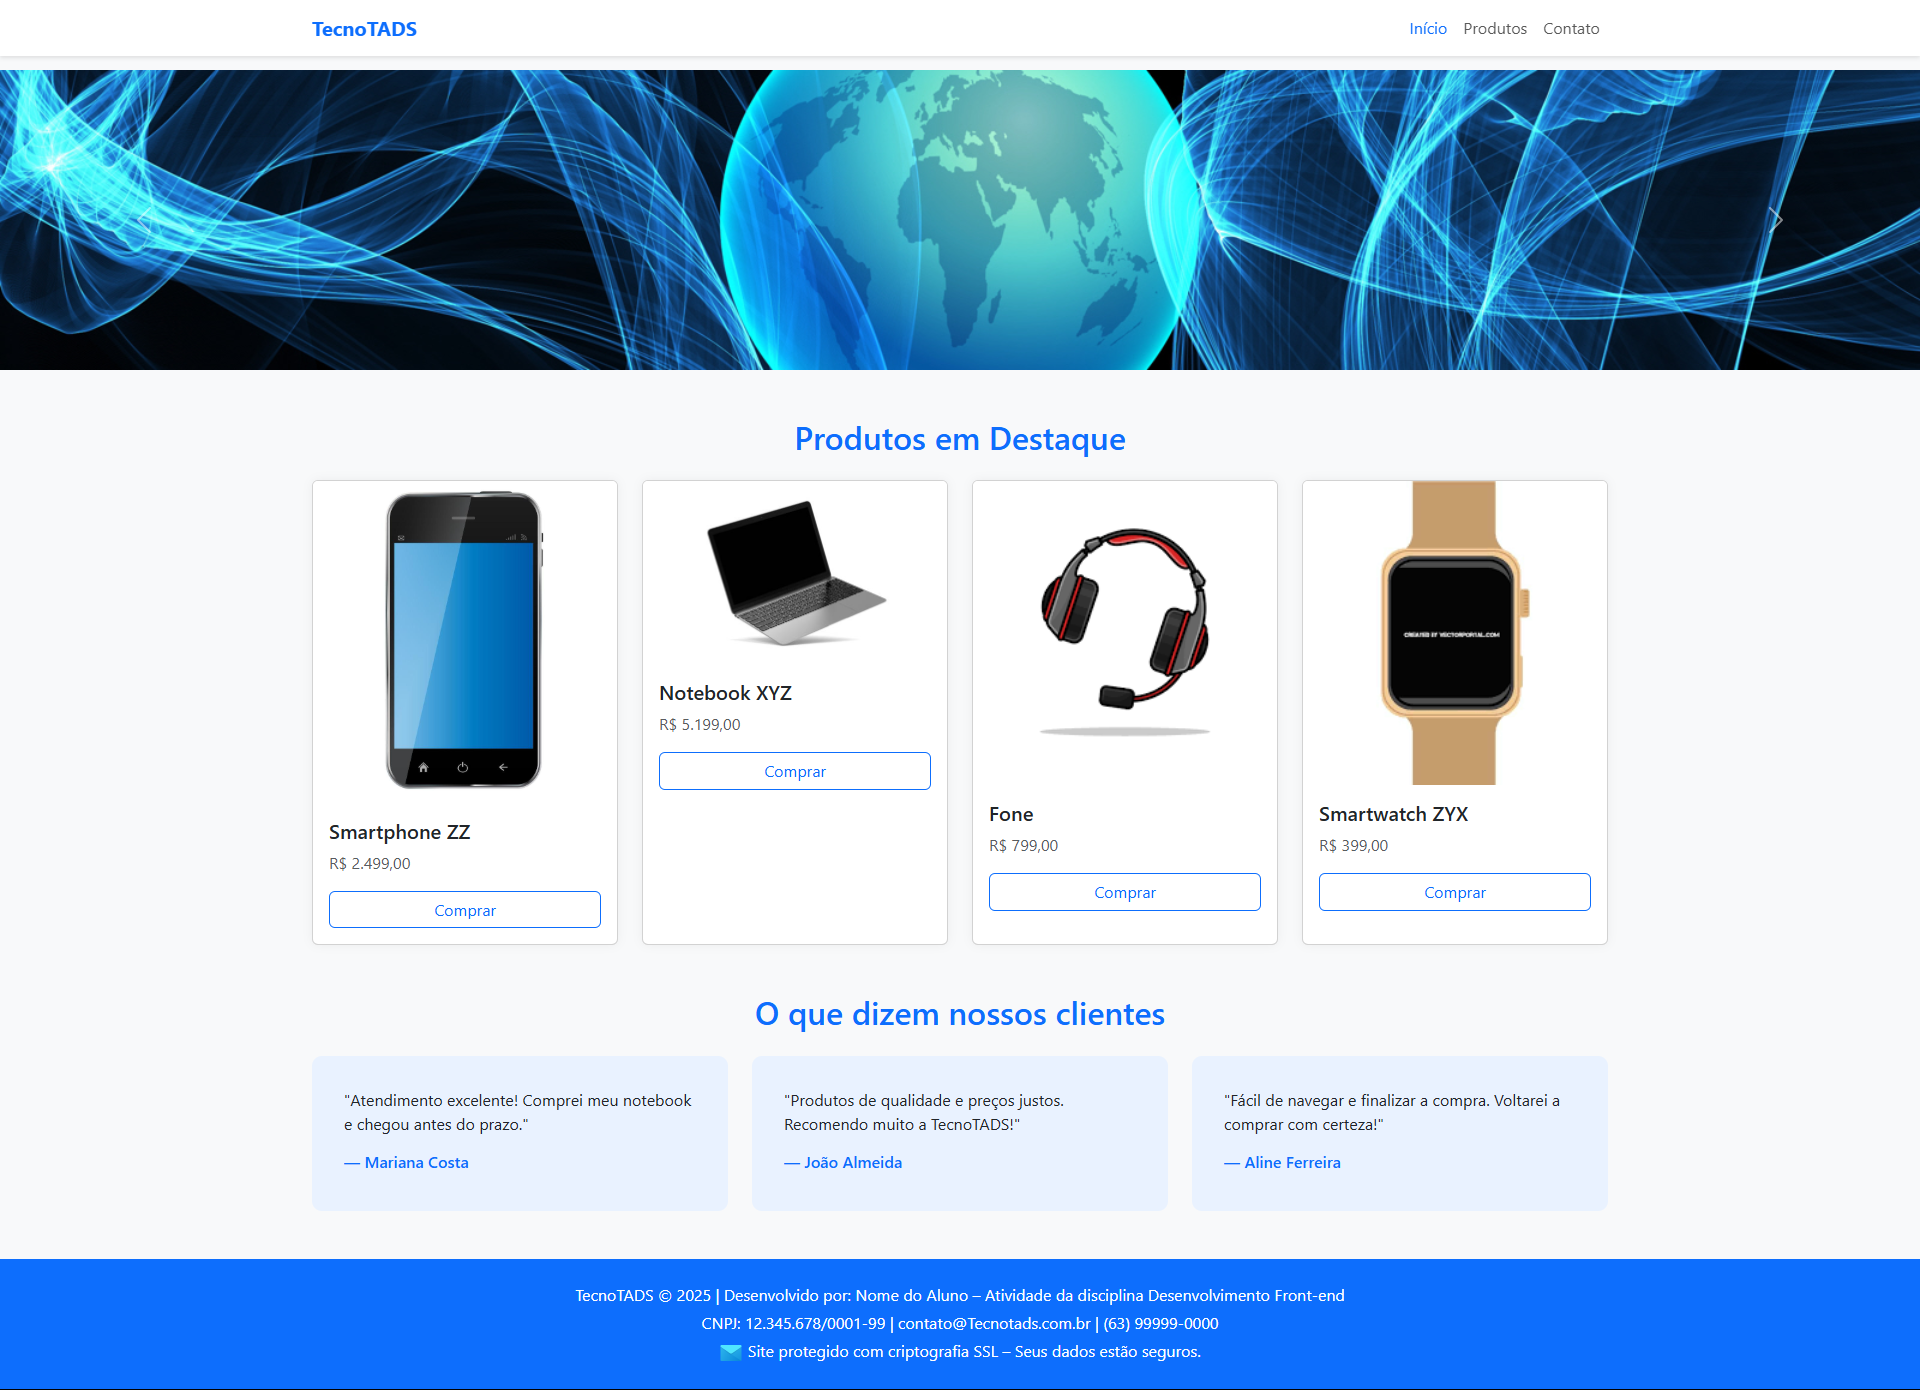 TecnoTADS
Início Produtos Contato
Produtos em Destaque
Smartphone ZZ
R$ 2.499,00
Comprar
Notebook XYZ
R$ 5.199,00
Comprar
Fone
R$ 799,00
Comprar
CREATED BY VECTORPORTAL.COM
Smartwatch ZYX
R$ 399,00
Comprar
O que dizem nossos clientes
"Atendimento excelente! Comprei meu notebook
e chegou antes do prazo."
— Mariana Costa
"Produtos de qualidade e preços justos.
Recomendo muito a TecnoTADS!"
— João Almeida
"Fácil de navegar e finalizar a compra. Voltarei a
comprar com certeza!"
— Aline Ferreira
TecnoTADS © 2025 | Desenvolvido por: Nome do Aluno – Atividade da disciplina Desenvolvimento Front-end
CNPJ: 12.345.678/0001-99 | contato@Tecnotads.com.br | (63) 99999-0000
Site protegido com criptografia SSL – Seus dados estão seguros.